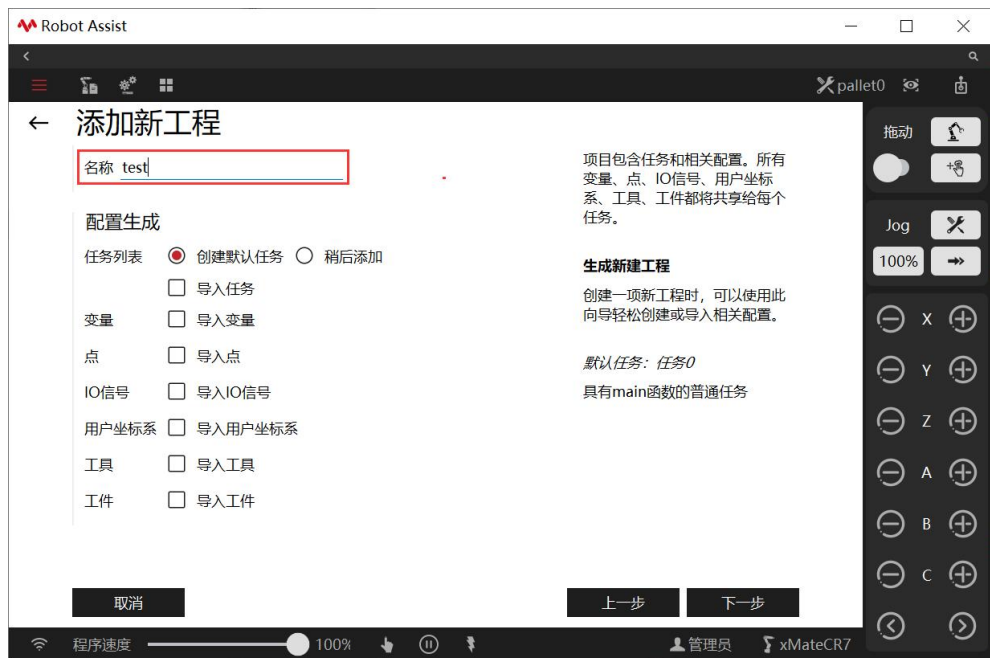 Robot Assist
pallet0
添加新工程
名称 test
配置生成
任务列表 创建默认任务 稍后添加
导入任务
变量 导入变量
点 导入点
IO信号 导入IO信号
用户坐标系 导入用户坐标系
工具 导入工具
工件 导入工件
项目包含任务和相关配置。所有
变量、点、IO信号、用户坐标
系、工具、工件都将共享给每个
任务。
生成新建工程
创建一项新工程时，可以使用此
向导轻松创建或导入相关配置。
默认任务：任务0
具有main函数的普通任务
取消
上一步
下一步
拖动
Jog
100%
X
Y
Z
A
B
C
程序速度 100% 管理员 xMateCR7